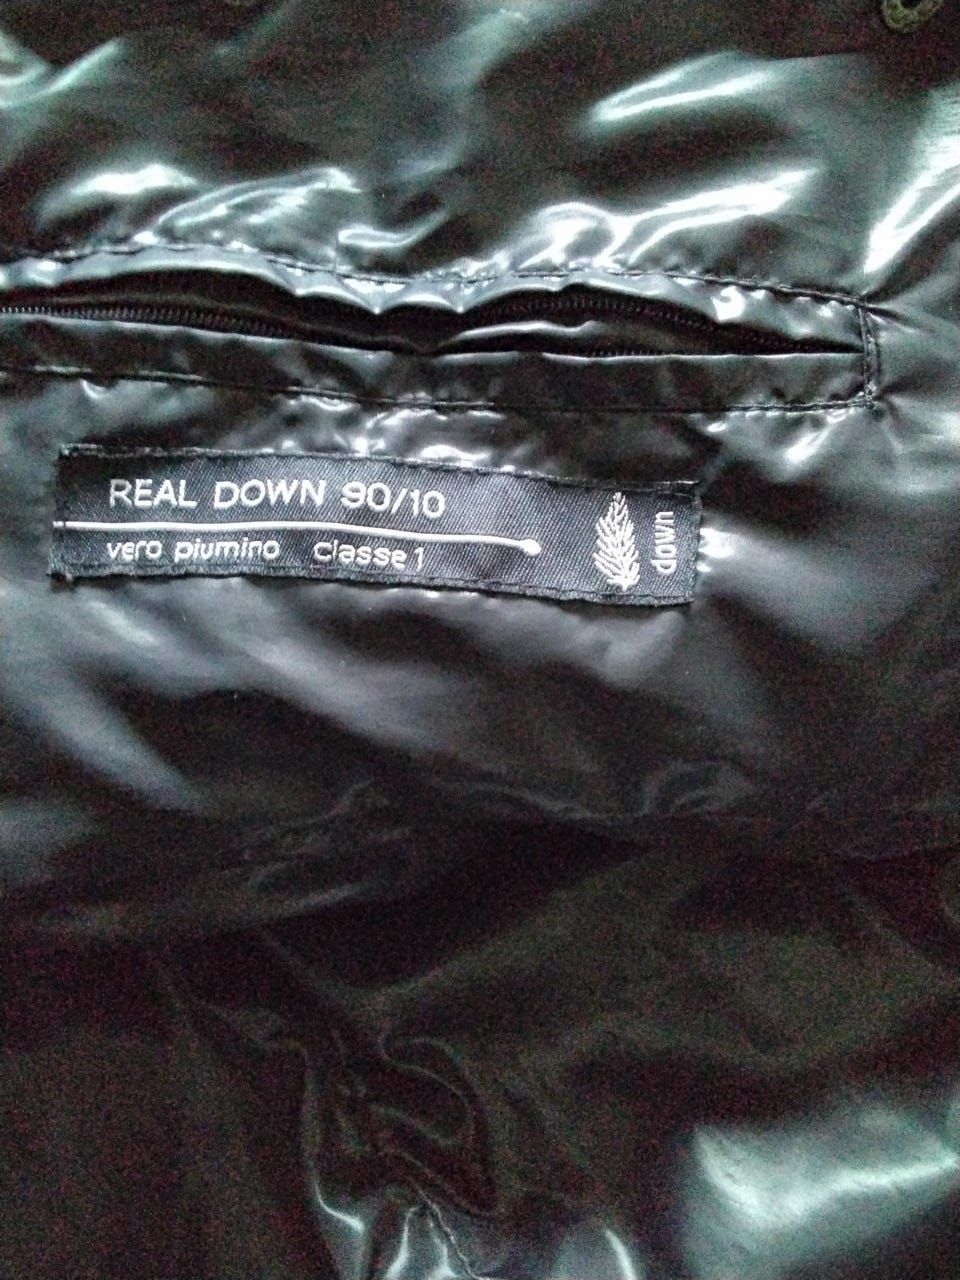 REAL DOWN 90/10
vero piumino classe 1
down